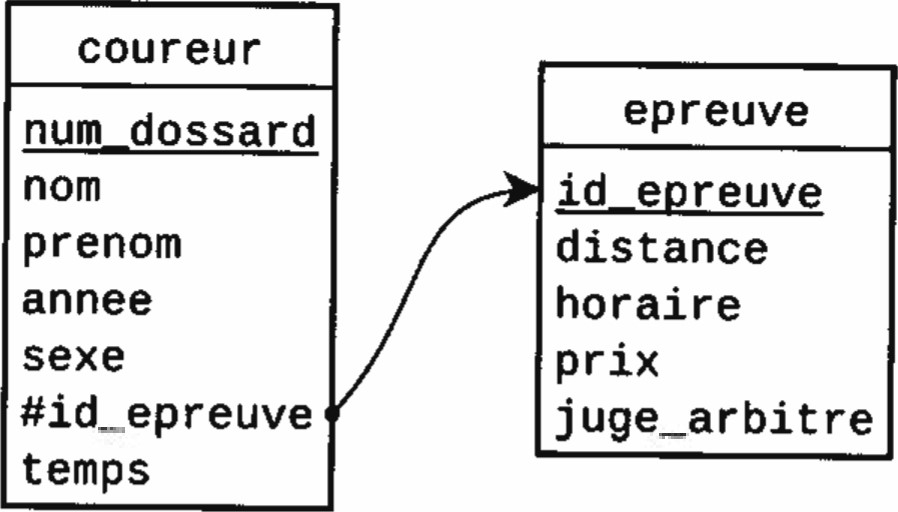 coureur
num_dossard
nom
prenom
annee
sexe
#id_epreuve
temps
epreuve
id_epreuve
distance
horaire
prix
juge_arbitre